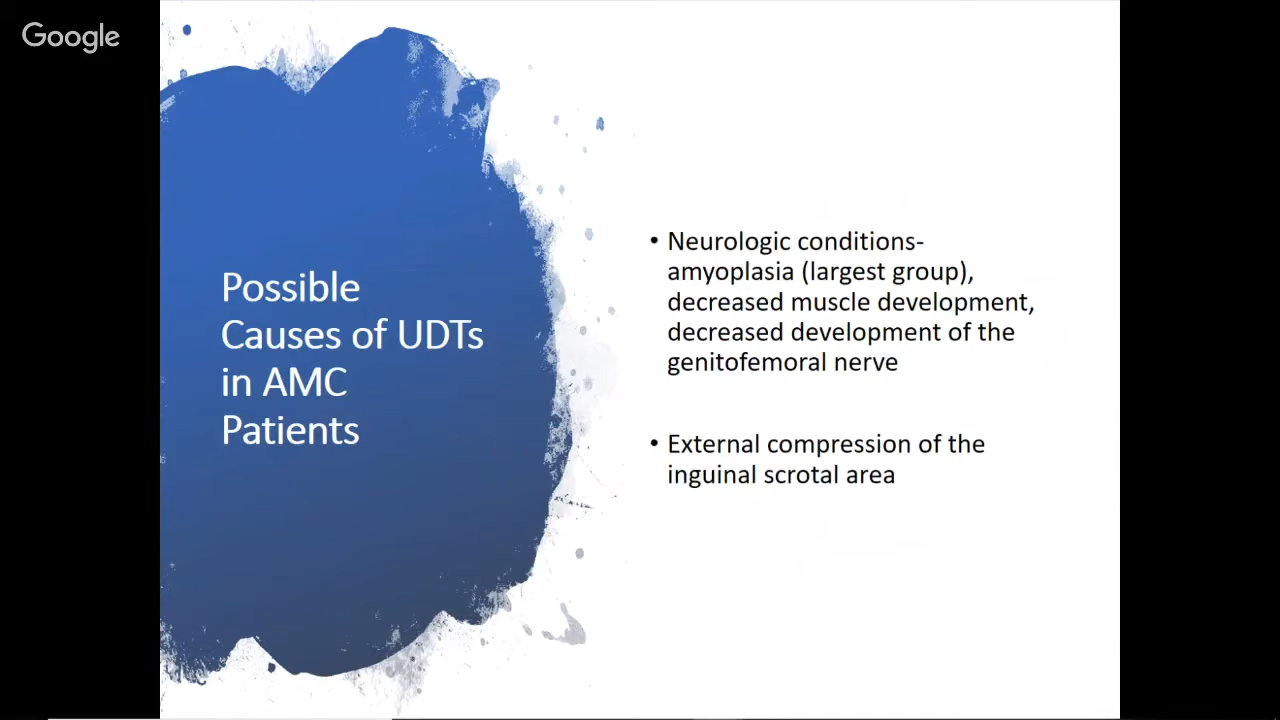 Google
Possible
Causes of UDTs
in AMC
Patients
• Neurologic conditions-
amyoplasia (largest group),
decreased muscle development,
decreased development of the
genitofemoral nerve
• External compression of the
inguinal scrotal area